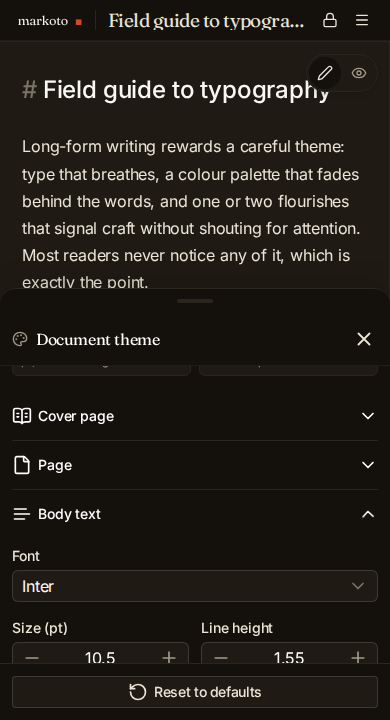 markoto
Field guide to typogra...
# Field guide to typography
Long-form writing rewards a careful theme:
type that breathes, a colour palette that fades
behind the words, and one or two flourishes
that signal craft without shouting for attention.
Most readers never notice any of it, which is
exactly the point.
Document theme
Cover page
Page
Body text
Font
Inter
Size (pt)
Line height
10.5
1.55
Reset to defaults